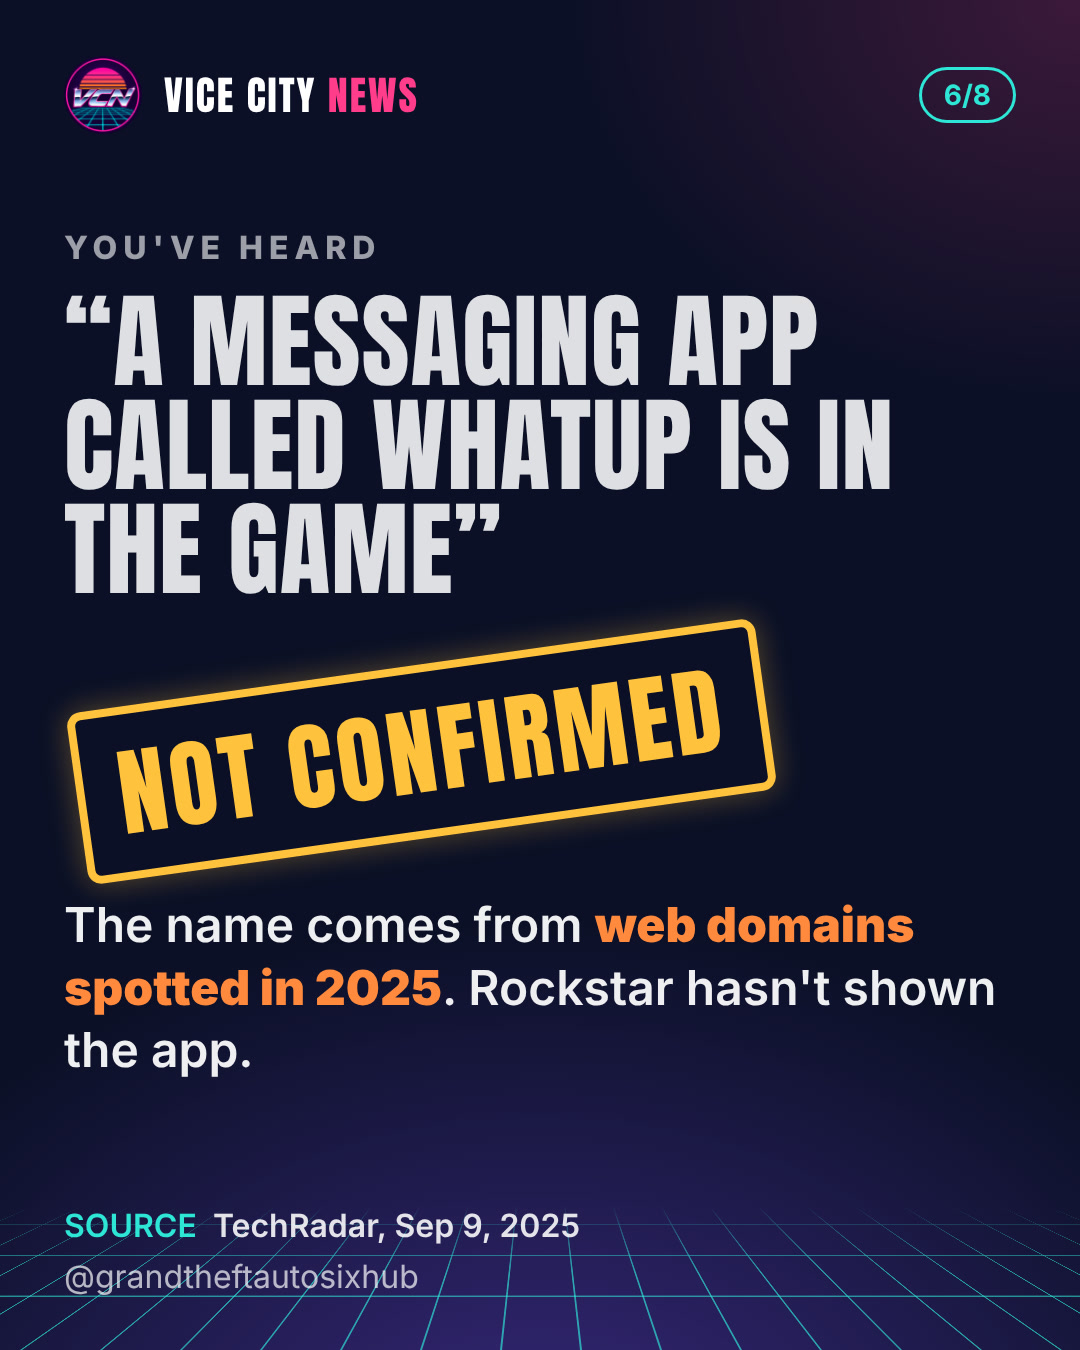 VCN
VICE CITY NEWS
6/8
YOU'VE HEARD
“A MESSAGING APP
CALLED WHATUP IS IN
THE GAME”
NOT CONFIRMED
The name comes from web domains
spotted in 2025. Rockstar hasn't shown
the app.
SOURCE TechRadar, Sep 9, 2025
@grandtheftautosixhub